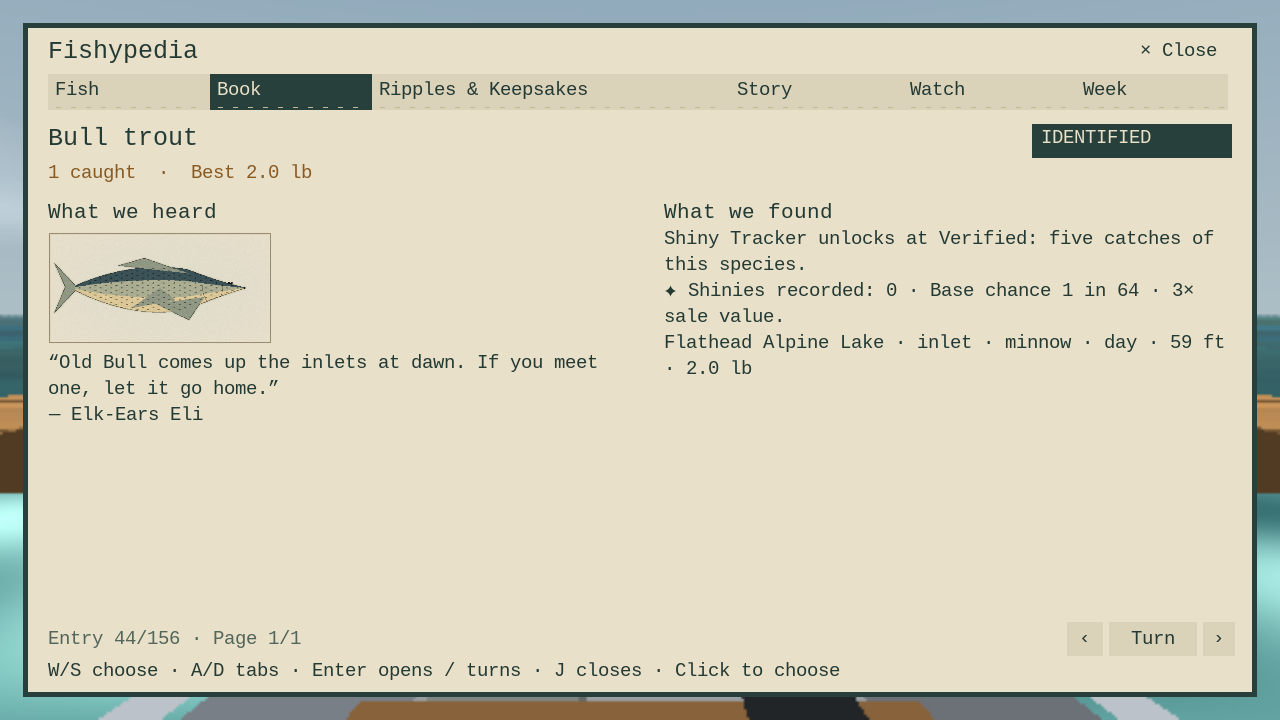 Fishypedia
× Close
Fish
Book
Ripples & Keepsakes
Story
Watch
Week
Bull trout
IDENTIFIED
1 caught · Best 2.0 lb
What we heard
“Old Bull comes up the inlets at dawn. If you meet
one, let it go home.”
— Elk-Ears Eli
What we found
Shiny Tracker unlocks at Verified: five catches of
this species.
✦ Shinies recorded: 0 · Base chance 1 in 64 · 3×
sale value.
Flathead Alpine Lake · inlet · minnow · day · 59 ft
· 2.0 lb
Entry 44/156 · Page 1/1
‹ Turn ›
W/S choose · A/D tabs · Enter opens / turns · J closes · Click to choose